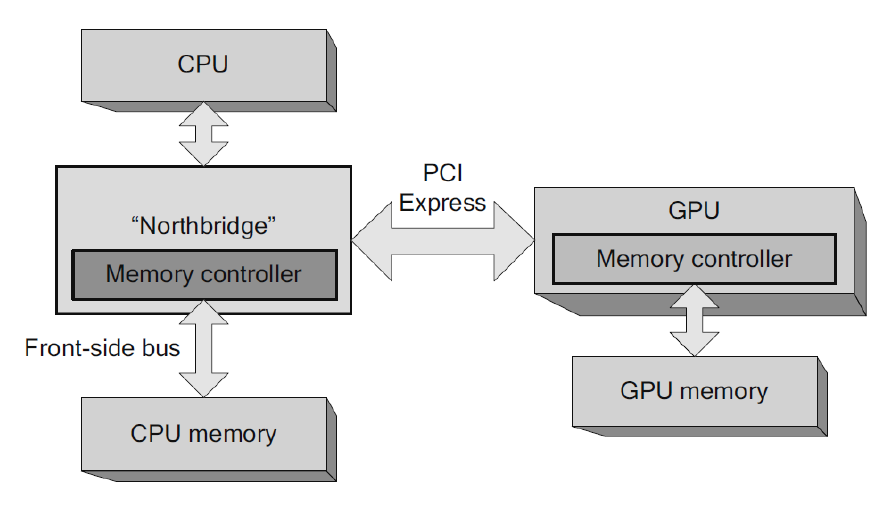 CPU
“Northbridge”
Memory controller
Front-side bus
CPU memory
PCI
Express
GPU
Memory controller
GPU memory